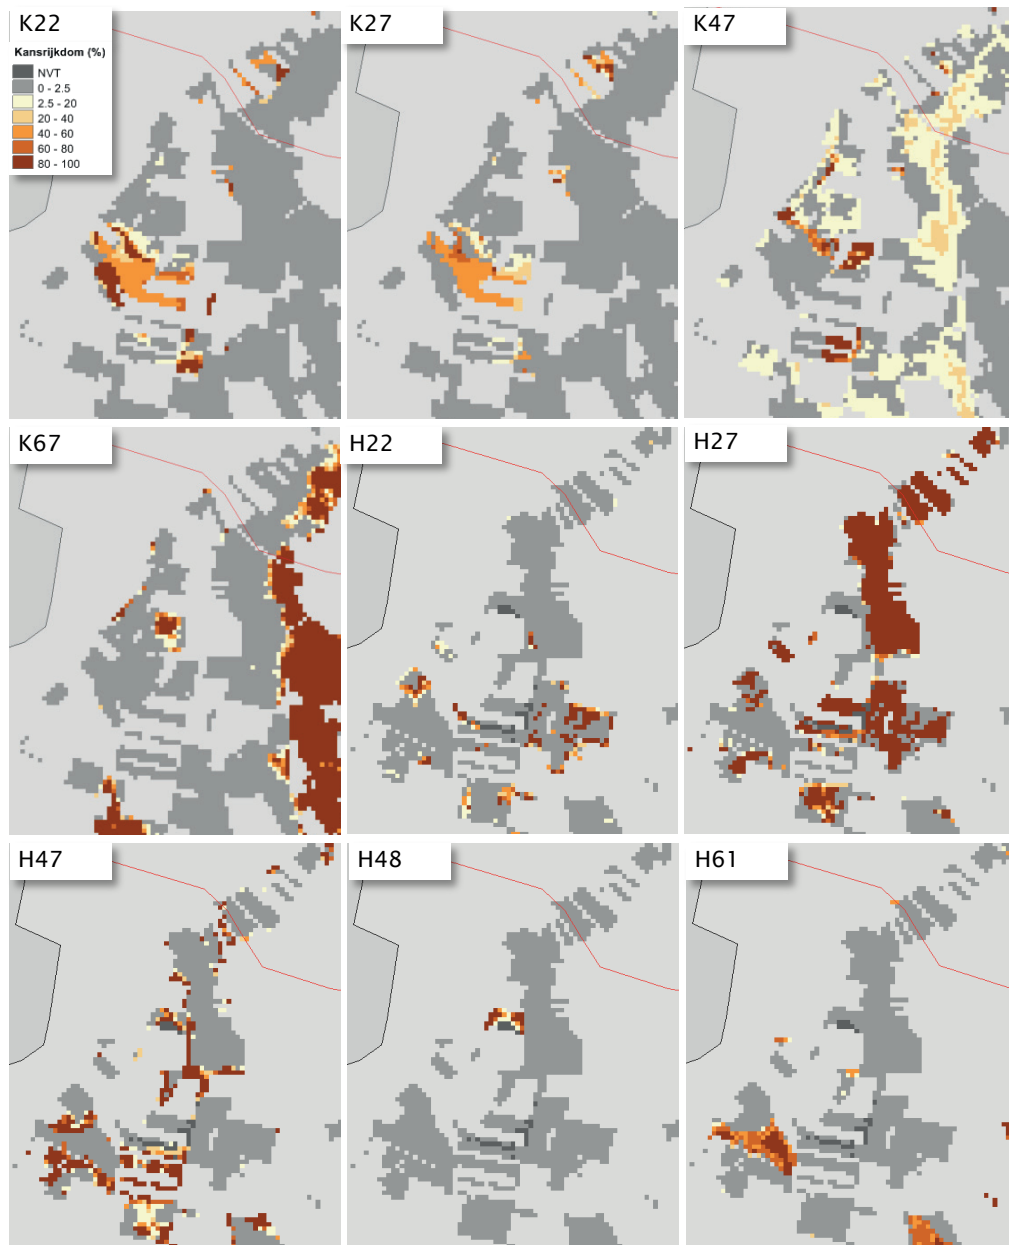 K22
K27
K47
Kansrijkdom (%)
NVT
0 - 2.5
2.5 - 20
20 - 40
40 - 60
60 - 80
80 - 100
K67
H22
H27
H47
H48
H61